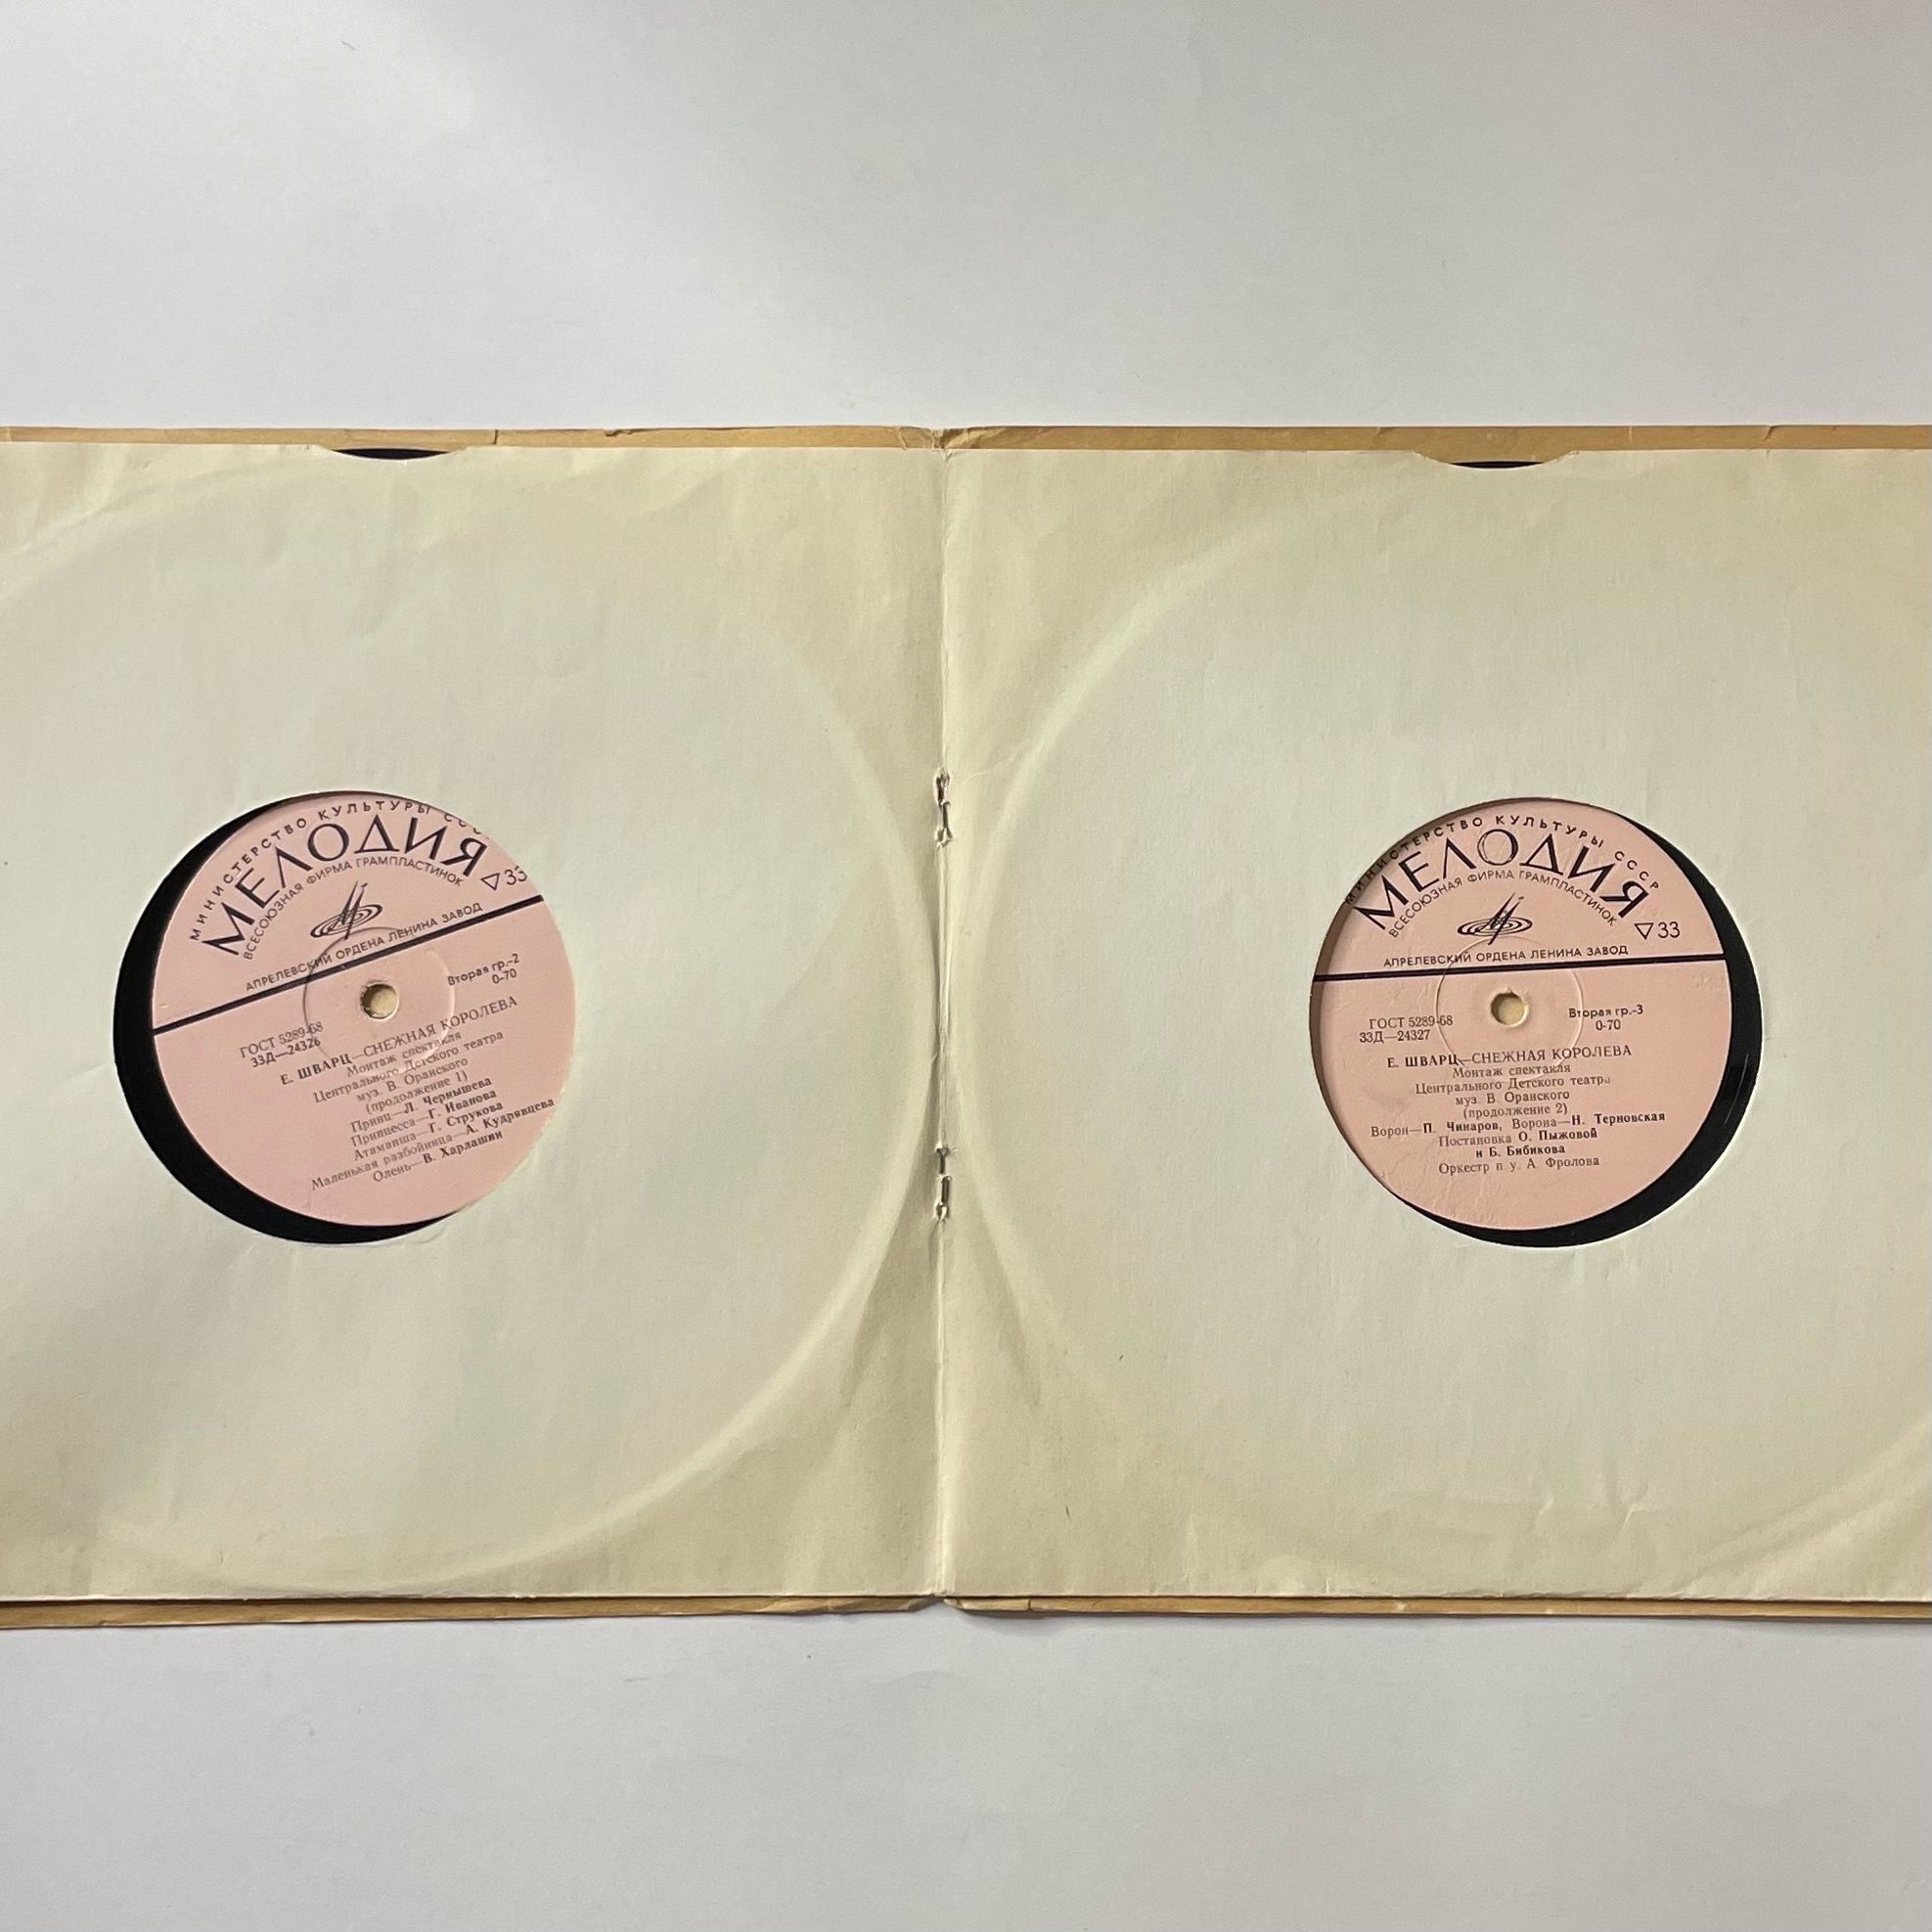 МИНИСТЕРСТВО КУЛЬТУРЫ СССР
МЕЛОДИЯ
ВСЕСОЮЗНАЯ ФИРМА ГРАМПЛАСТИНОК
33
АПРЕЛЕВСКИЙ ОРДЕНА ЛЕНИНА ЗАВОД
Вторая гр.-2
0-70
ГОСТ 5289-68
33Д—24326
Е. ШВАРЦ—СНЕЖНАЯ КОРОЛЕВА
Монтаж спектакля
Центрального Детского театра
муз. В. Оранского
(продолжение 1)
Принц—Л. Чернышева
Принцесса—Г. Иванова
Атаманша—Г. Струкова
Маленькая разбойница—А. Кудрявцева
Олень—В. Харлашин
МИНИСТЕРСТВО КУЛЬТУРЫ СССР
МЕЛОДИЯ
ВСЕСОЮЗНАЯ ФИРМА ГРАМПЛАСТИНОК
33
АПРЕЛЕВСКИЙ ОРДЕНА ЛЕНИНА ЗАВОД
Вторая гр.-3
0-70
ГОСТ 5289-68
33Д—24327
Е. ШВАРЦ—СНЕЖНАЯ КОРОЛЕВА
Монтаж спектакля
Центрального Детского театра
муз. В. Оранского
(продолжение 2)
Ворон—П. Чинаров, Ворона—Н. Терновская
Постановка О. Пыжовой
и Б. Бибикова
Оркестр п/у. А. Фролова